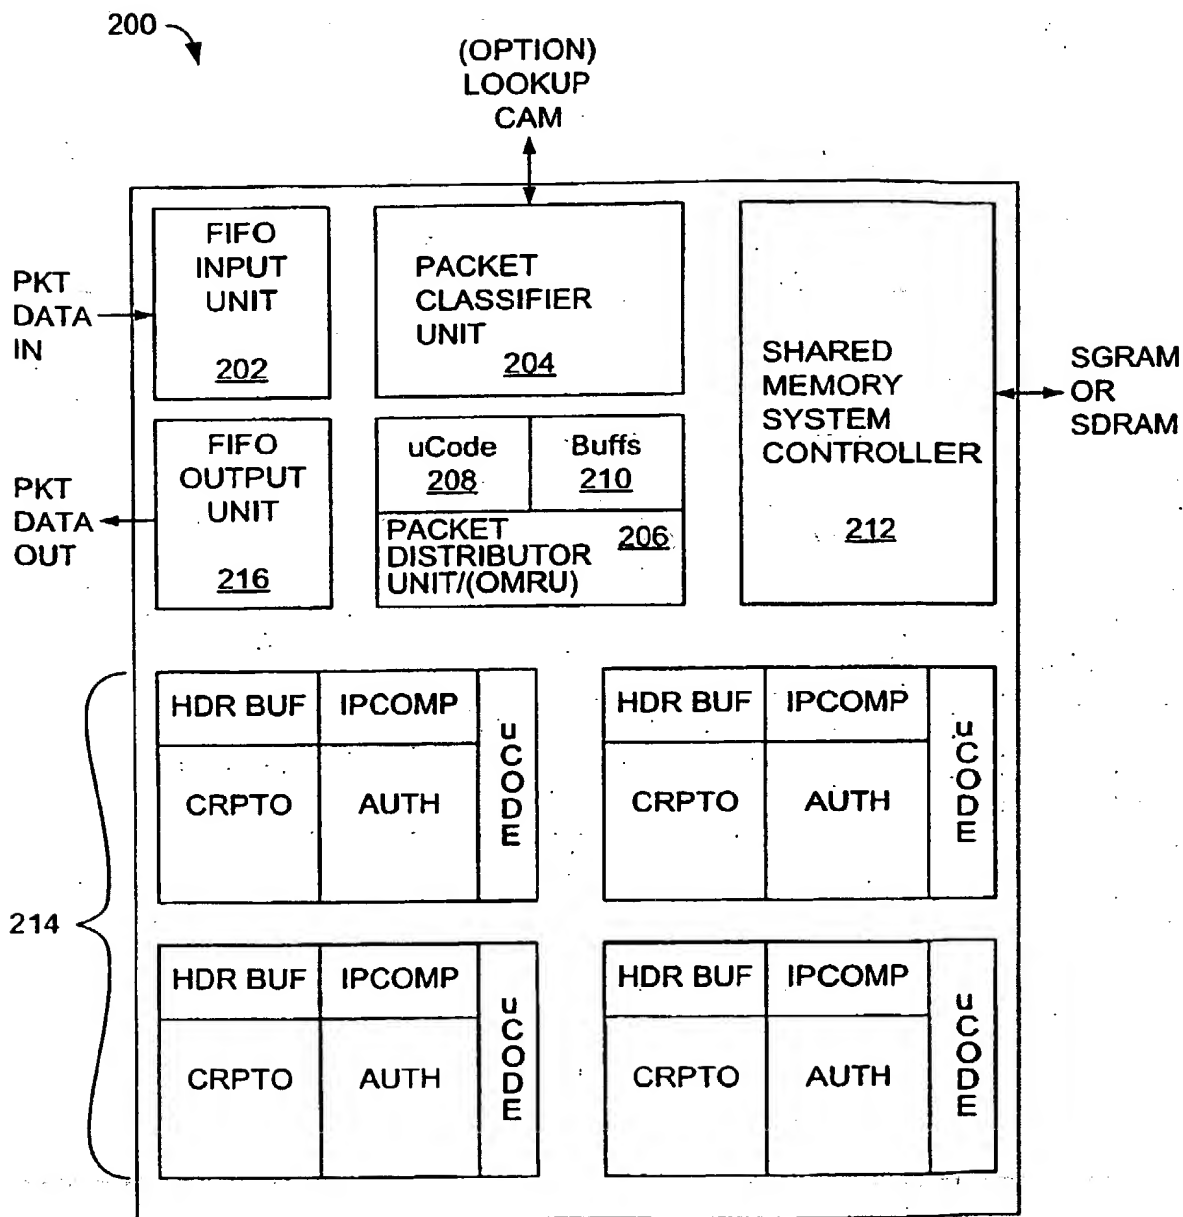 200
(OPTION)
LOOKUP
CAM
PKT
DATA
IN
FIFO
INPUT
UNIT
202
PACKET
CLASSIFIER
UNIT
204
SHARED
MEMORY
SYSTEM
CONTROLLER
212
SGRAM
OR
SDRAM
PKT
DATA
OUT
FIFO
OUTPUT
UNIT
216
uCode
208
Buffs
210
PACKET
DISTRIBUTOR
UNIT/(OMRU)
206
214
HDR BUF
IPCOMP
CRPTO
AUTH
uCODE
HDR BUF
IPCOMP
CRPTO
AUTH
uCODE
HDR BUF
IPCOMP
CRPTO
AUTH
uCODE
HDR BUF
IPCOMP
CRPTO
AUTH
uCODE